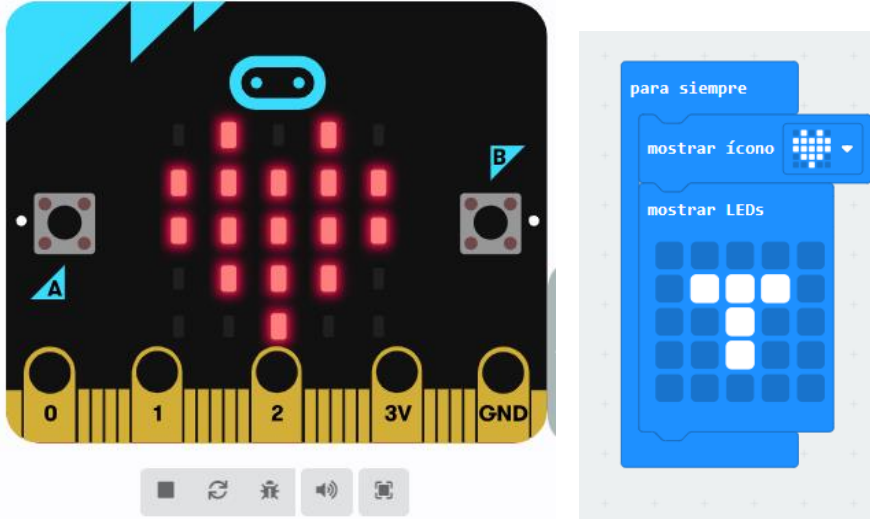 B
A
0 1 2 3V GND
para siempre
mostrar ícono
mostrar LEDs